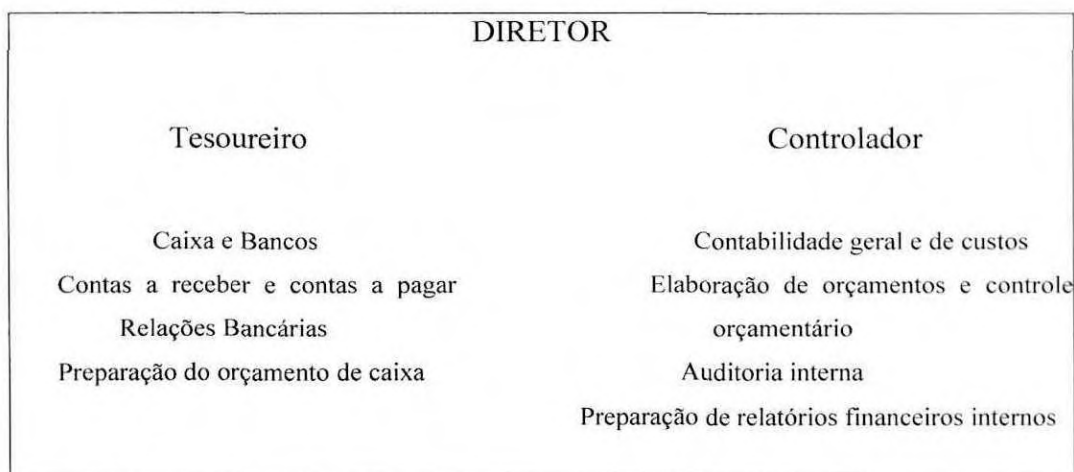 DIRETOR
Tesoureiro
Caixa e Bancos
Contas a receber e contas a pagar
Relações Bancárias
Preparação do orçamento de caixa
Controlador
Contabilidade geral e de custos
Elaboração de orçamentos e controle
orçamentário
Auditoria interna
Preparação de relatórios financeiros internos